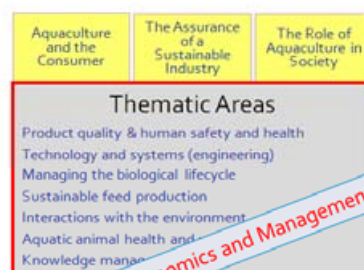 Aquaculture
and the
Consumer
The Assurance
of a
Sustainable
Industry
The Role of
Aquaculture in
Society
Thematic Areas
Product quality & human safety and health
Technology and systems (engineering)
Managing the biological lifecycle
Sustainable feed production
Interactions with the environment
Aquatic animal health and
Knowledge
and Management